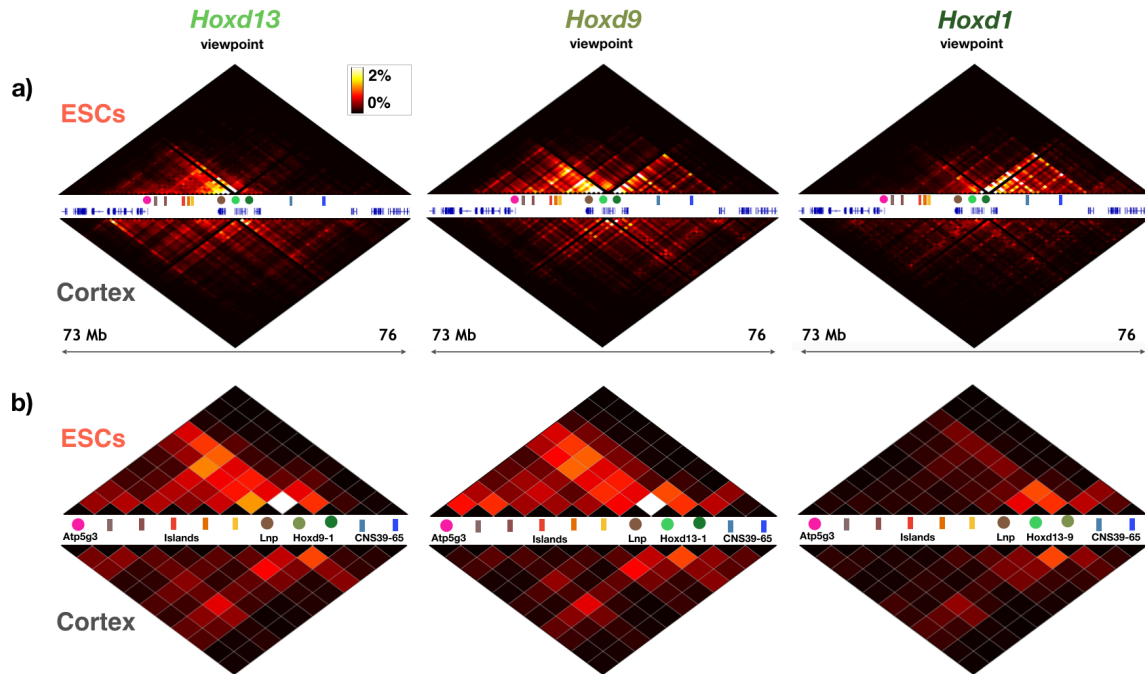 Hoxd13
viewpoint
Hoxd9
viewpoint
Hoxd1
viewpoint
a)
ESCs
2%
0%
Cortex
73 Mb
76
73 Mb
76
73 Mb
76
b)
ESCs
Atp5g3
Islands
Lnp
Hoxd9-1
CNS39-65
Atp5g3
Islands
Lnp
Hoxd13-1
CNS39-65
Atp5g3
Islands
Lnp
Hoxd13-9
CNS39-65
Cortex